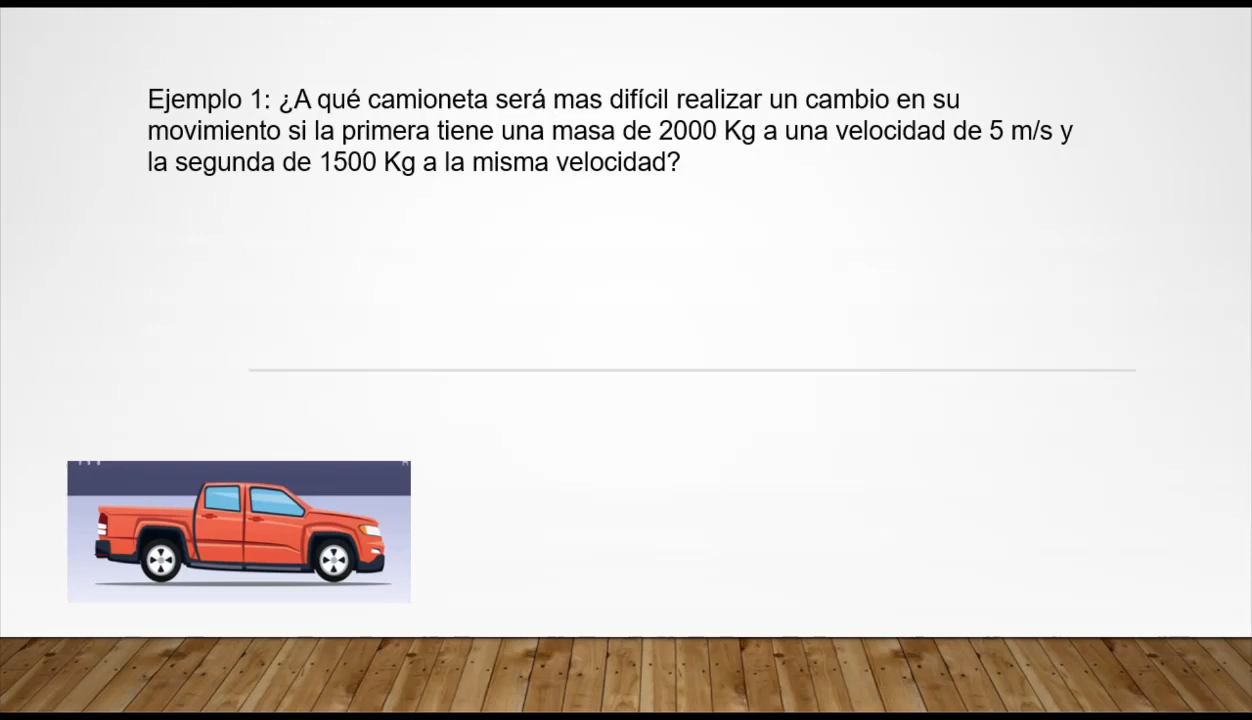 Ejemplo 1: ¿A qué camioneta será mas difícil realizar un cambio en su
movimiento si la primera tiene una masa de 2000 Kg a una velocidad de 5 m/s y
la segunda de 1500 Kg a la misma velocidad?